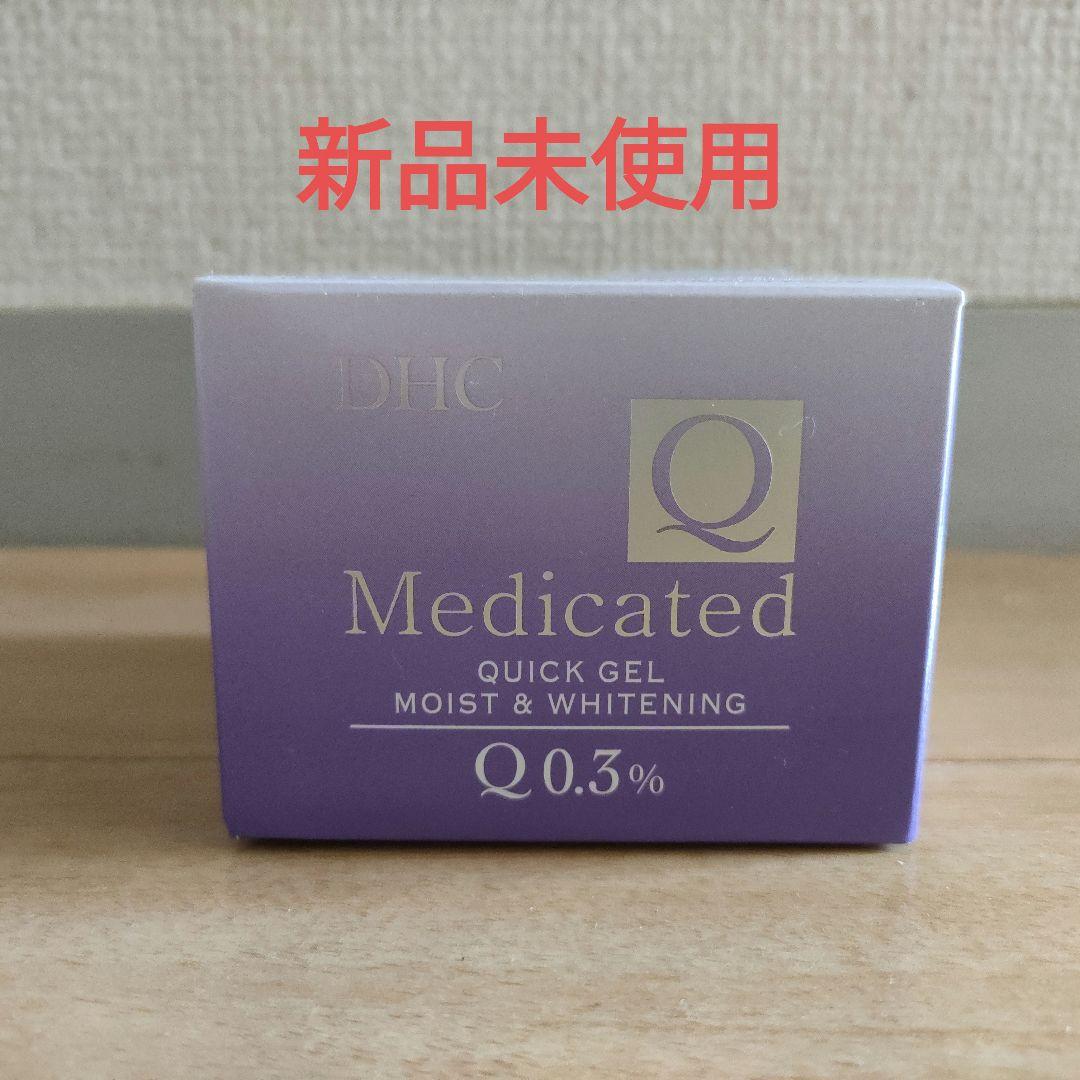 新品未使用
DHC
Q
Medicated
QUICK GEL
MOIST & WHITENING
Q 0.3%